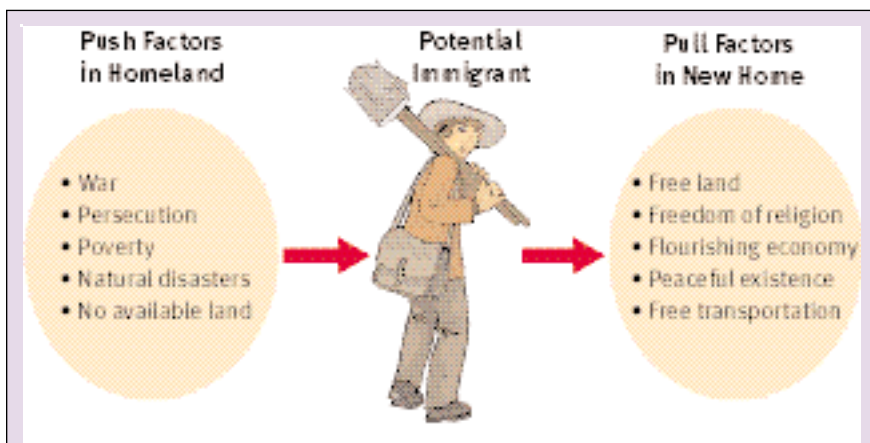 Push Factors
in Homeland
• War
• Persecution
• Poverty
• Natural disasters
• No available land
Potential
Immigrant
Pull Factors
in New Home
• Free land
• Freedom of religion
• Flourishing economy
• Peaceful existence
• Free transportation